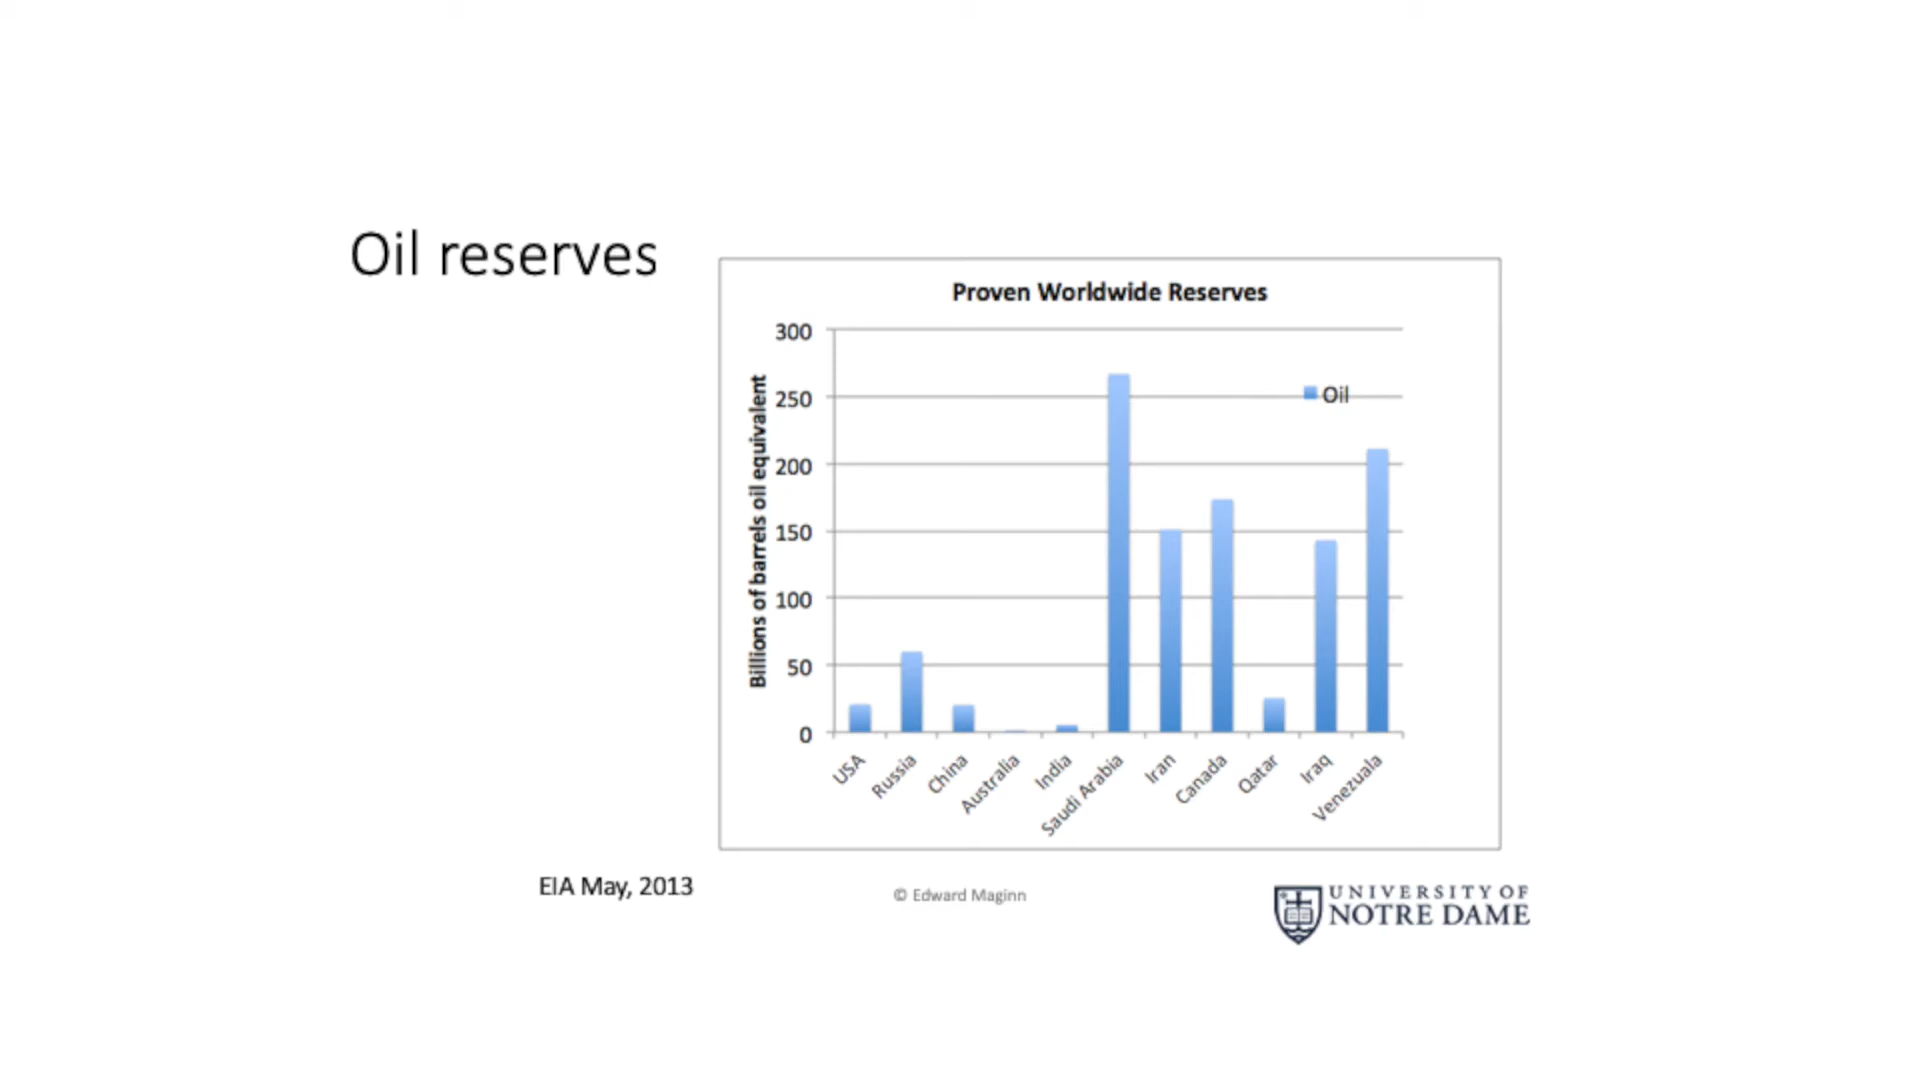 Oil reserves
Proven Worldwide Reserves
Billions of barrels oil equivalent
300
250
200
150
100
50
0
Oil
USA
Russia
China
Australia
India
Saudi Arabia
Iran
Canada
Qatar
Iraq
Venezuala
EIA May, 2013
© Edward Maginn
UNIVERSITY OF
NOTRE DAME